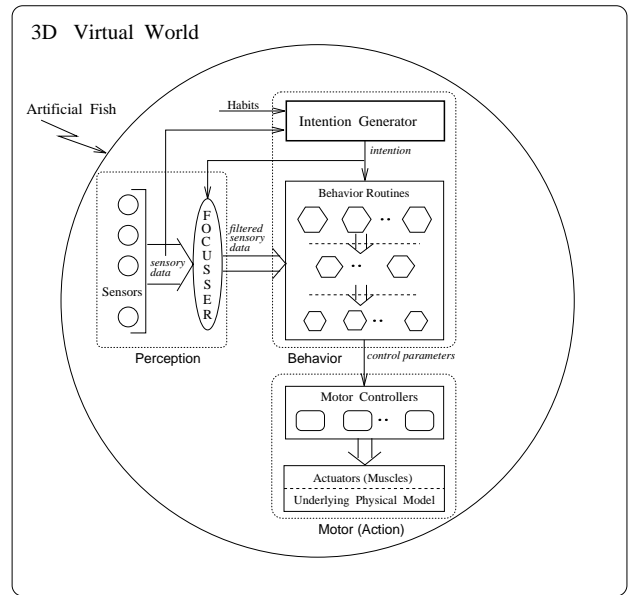 3D Virtual World
Artificial Fish
Habits
Intention Generator
intention
Behavior Routines
FOCUSSER
filtered
sensory
data
sensory
data
Sensors
Perception
Behavior
control parameters
Motor Controllers
Actuators (Muscles)
Underlying Physical Model
Motor (Action)